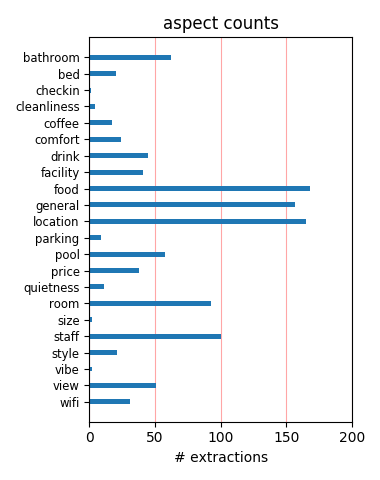 aspect counts
bathroom
bed
checkin
cleanliness
coffee
comfort
drink
facility
food
general
location
parking
pool
price
quietness
room
size
staff
style
vibe
view
wifi
0 50 100 150 200
# extractions